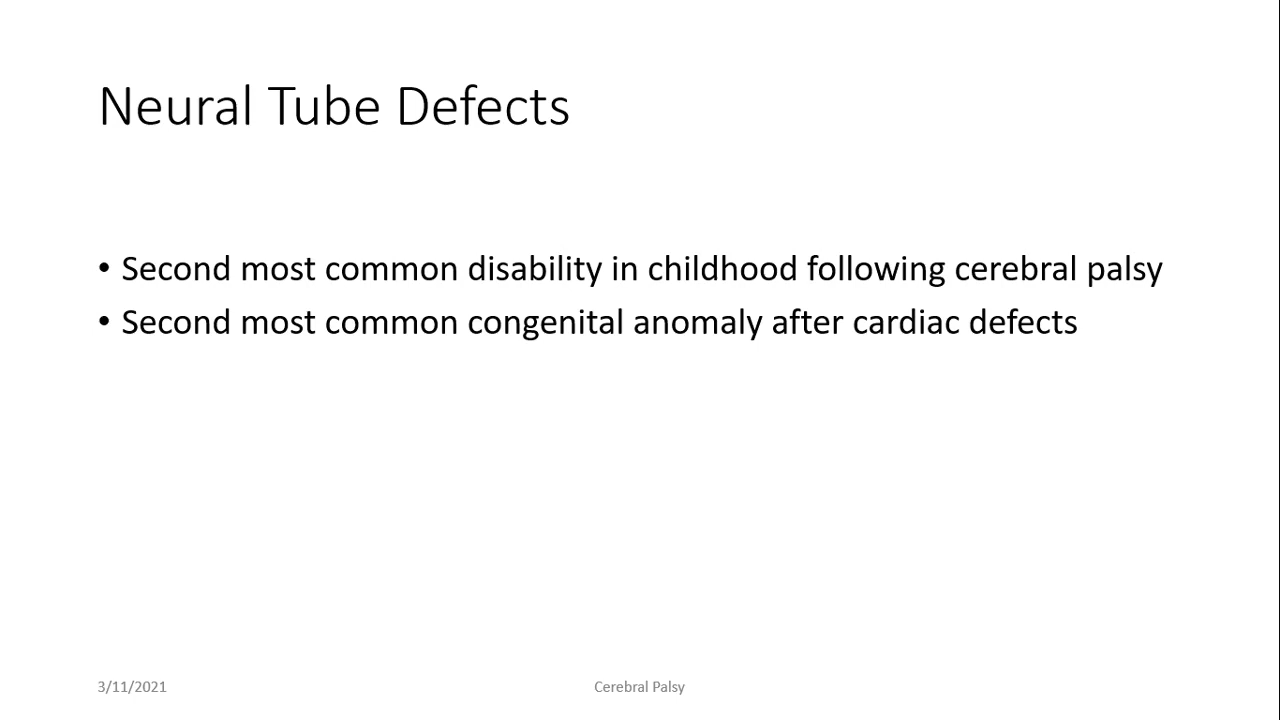 Neural Tube Defects
• Second most common disability in childhood following cerebral palsy
• Second most common congenital anomaly after cardiac defects
3/11/2021
Cerebral Palsy